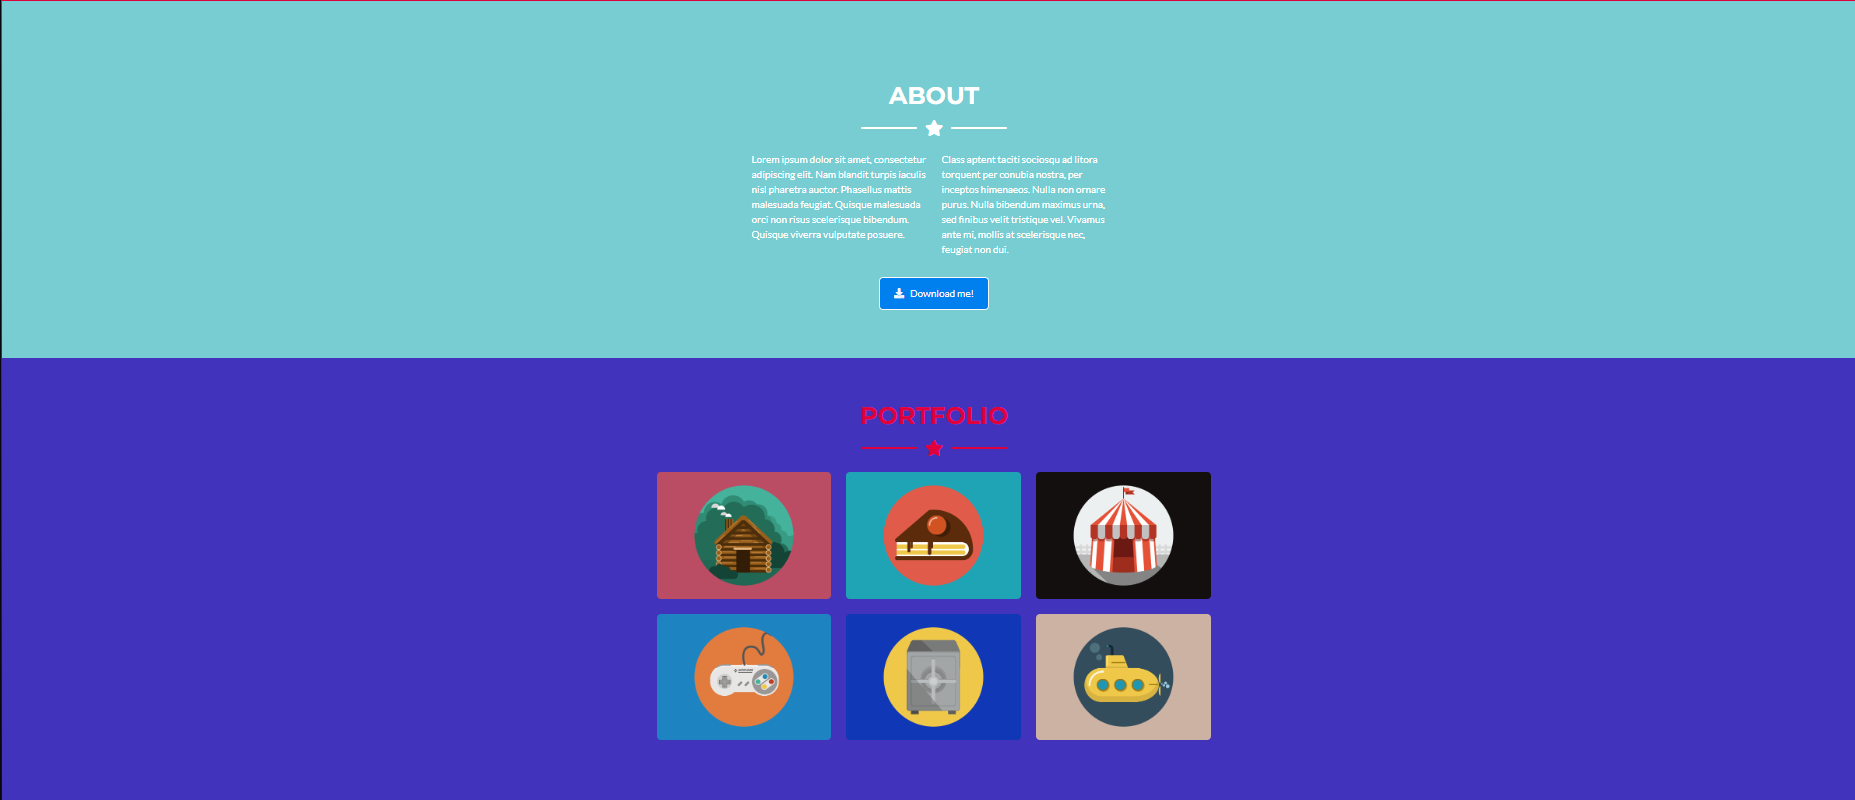 ABOUT
Lorem ipsum dolor sit amet, consectetur
adipiscing elit. Nam blandit turpis iaculis
nisl pharetra auctor. Phasellus mattis
malesuada feugiat. Quisque malesuada
orci non risus scelerisque bibendum.
Quisque viverra vulputate posuere.
Class aptent taciti sociosqu ad litora
torquent per conubia nostra, per
inceptos himenaeos. Nulla non ornare
purus. Nulla bibendum maximus urna,
sed finibus velit tristique vel. Vivamus
ante mi, mollis at scelerisque nec,
feugiat non dui.
Download me!
PORTFOLIO